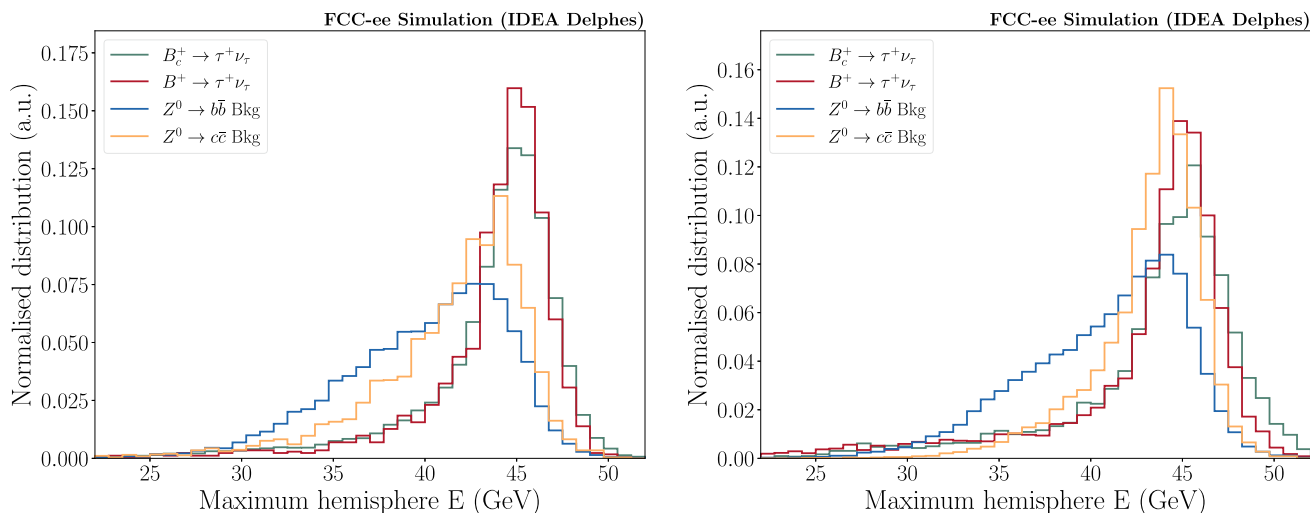 FCC-ee Simulation (IDEA Delphes)
Normalised distribution (a.u.)
0.175
0.150
0.125
0.100
0.075
0.050
0.025
0.000
B_c^+ → τ^+ν_τ
B^+ → τ^+ν_τ
Z^0 → bb̄ Bkg
Z^0 → cc̄ Bkg
25 30 35 40 45 50
Maximum hemisphere E (GeV)
FCC-ee Simulation (IDEA Delphes)
Normalised distribution (a.u.)
0.16
0.14
0.12
0.10
0.08
0.06
0.04
0.02
0.00
B_c^+ → τ^+ν_τ
B^+ → τ^+ν_τ
Z^0 → bb̄ Bkg
Z^0 → cc̄ Bkg
25 30 35 40 45 50
Maximum hemisphere E (GeV)